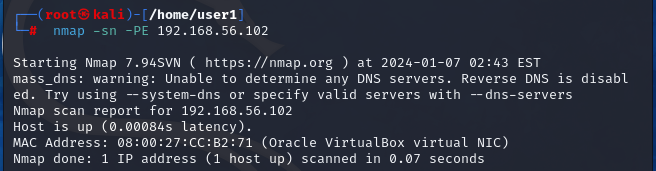 ┌──(root㉿kali)-[/home/user1]
└─# nmap -sn -PE 192.168.56.102
Starting Nmap 7.94SVN ( https://nmap.org ) at 2024-01-07 02:43 EST
mass_dns: warning: Unable to determine any DNS servers. Reverse DNS is disabl
ed. Try using --system-dns or specify valid servers with --dns-servers
Nmap scan report for 192.168.56.102
Host is up (0.00084s latency).
MAC Address: 08:00:27:CC:B2:71 (Oracle VirtualBox virtual NIC)
Nmap done: 1 IP address (1 host up) scanned in 0.07 seconds